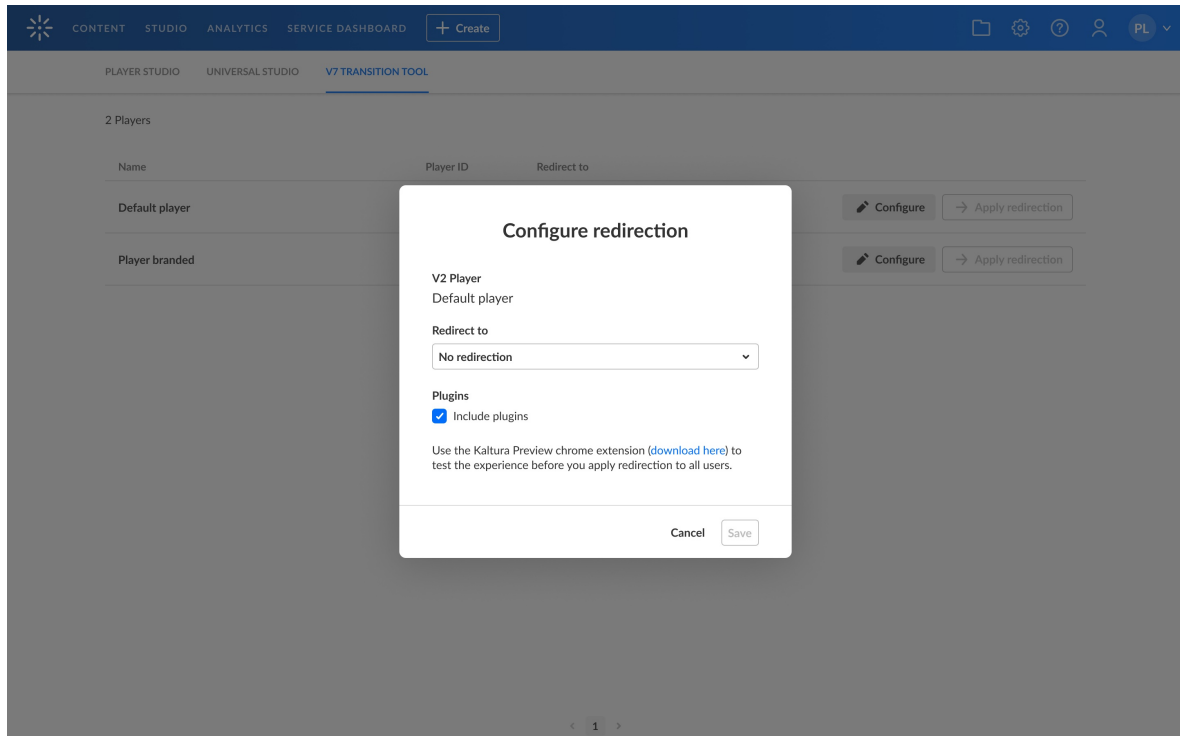 CONTENT STUDIO ANALYTICS SERVICE DASHBOARD + Create PL
PLAYER STUDIO UNIVERSAL STUDIO V7 TRANSITION TOOL
2 Players
Name Player ID Redirect to
Default player Configure → Apply redirection
Player branded Configure → Apply redirection
Configure redirection
V2 Player
Default player
Redirect to
No redirection
Plugins
Include plugins
Use the Kaltura Preview chrome extension (download here) to
test the experience before you apply redirection to all users.
Cancel Save
< 1 >